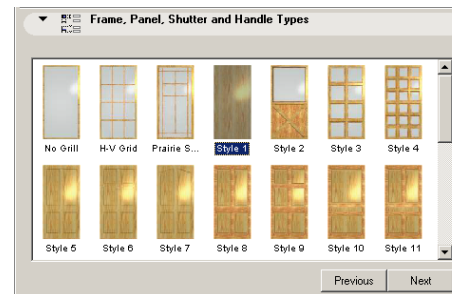 Frame, Panel, Shutter and Handle Types
No Grill H-V Grid Prairie S... Style 1 Style 2 Style 3 Style 4
Style 5 Style 6 Style 7 Style 8 Style 9 Style 10 Style 11
Previous Next